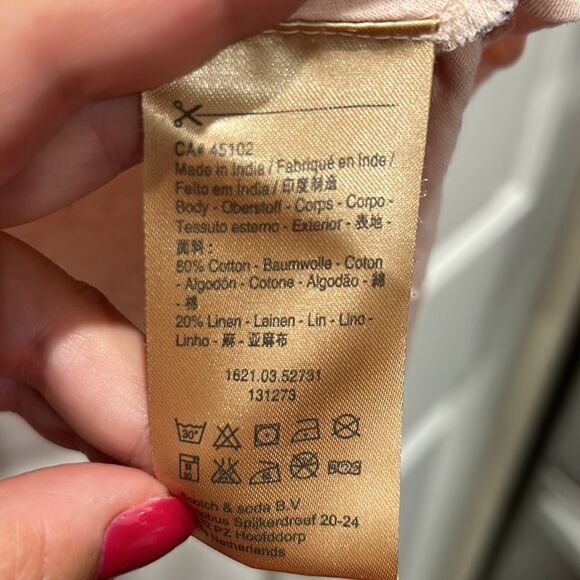 CA# 45102
Made in India / Fabriqué en Inde /
Feito em India / 印度制造
Body - Oberstoff - Corps - Corpo -
Tessuto esterno - Exterior - 表地 -
面料 :
80% Cotton - Baumwolle - Coton
- Algodón - Cotone - Algodão - 綿
- 棉
20% Linen - Leinen - Lin - Lino -
Linho - 麻 - 亚麻布
1621.03.52731
131273
30°
Scotch & soda B.V
Spijkerdreef 20-24
PZ Hoofddorp
Netherlands